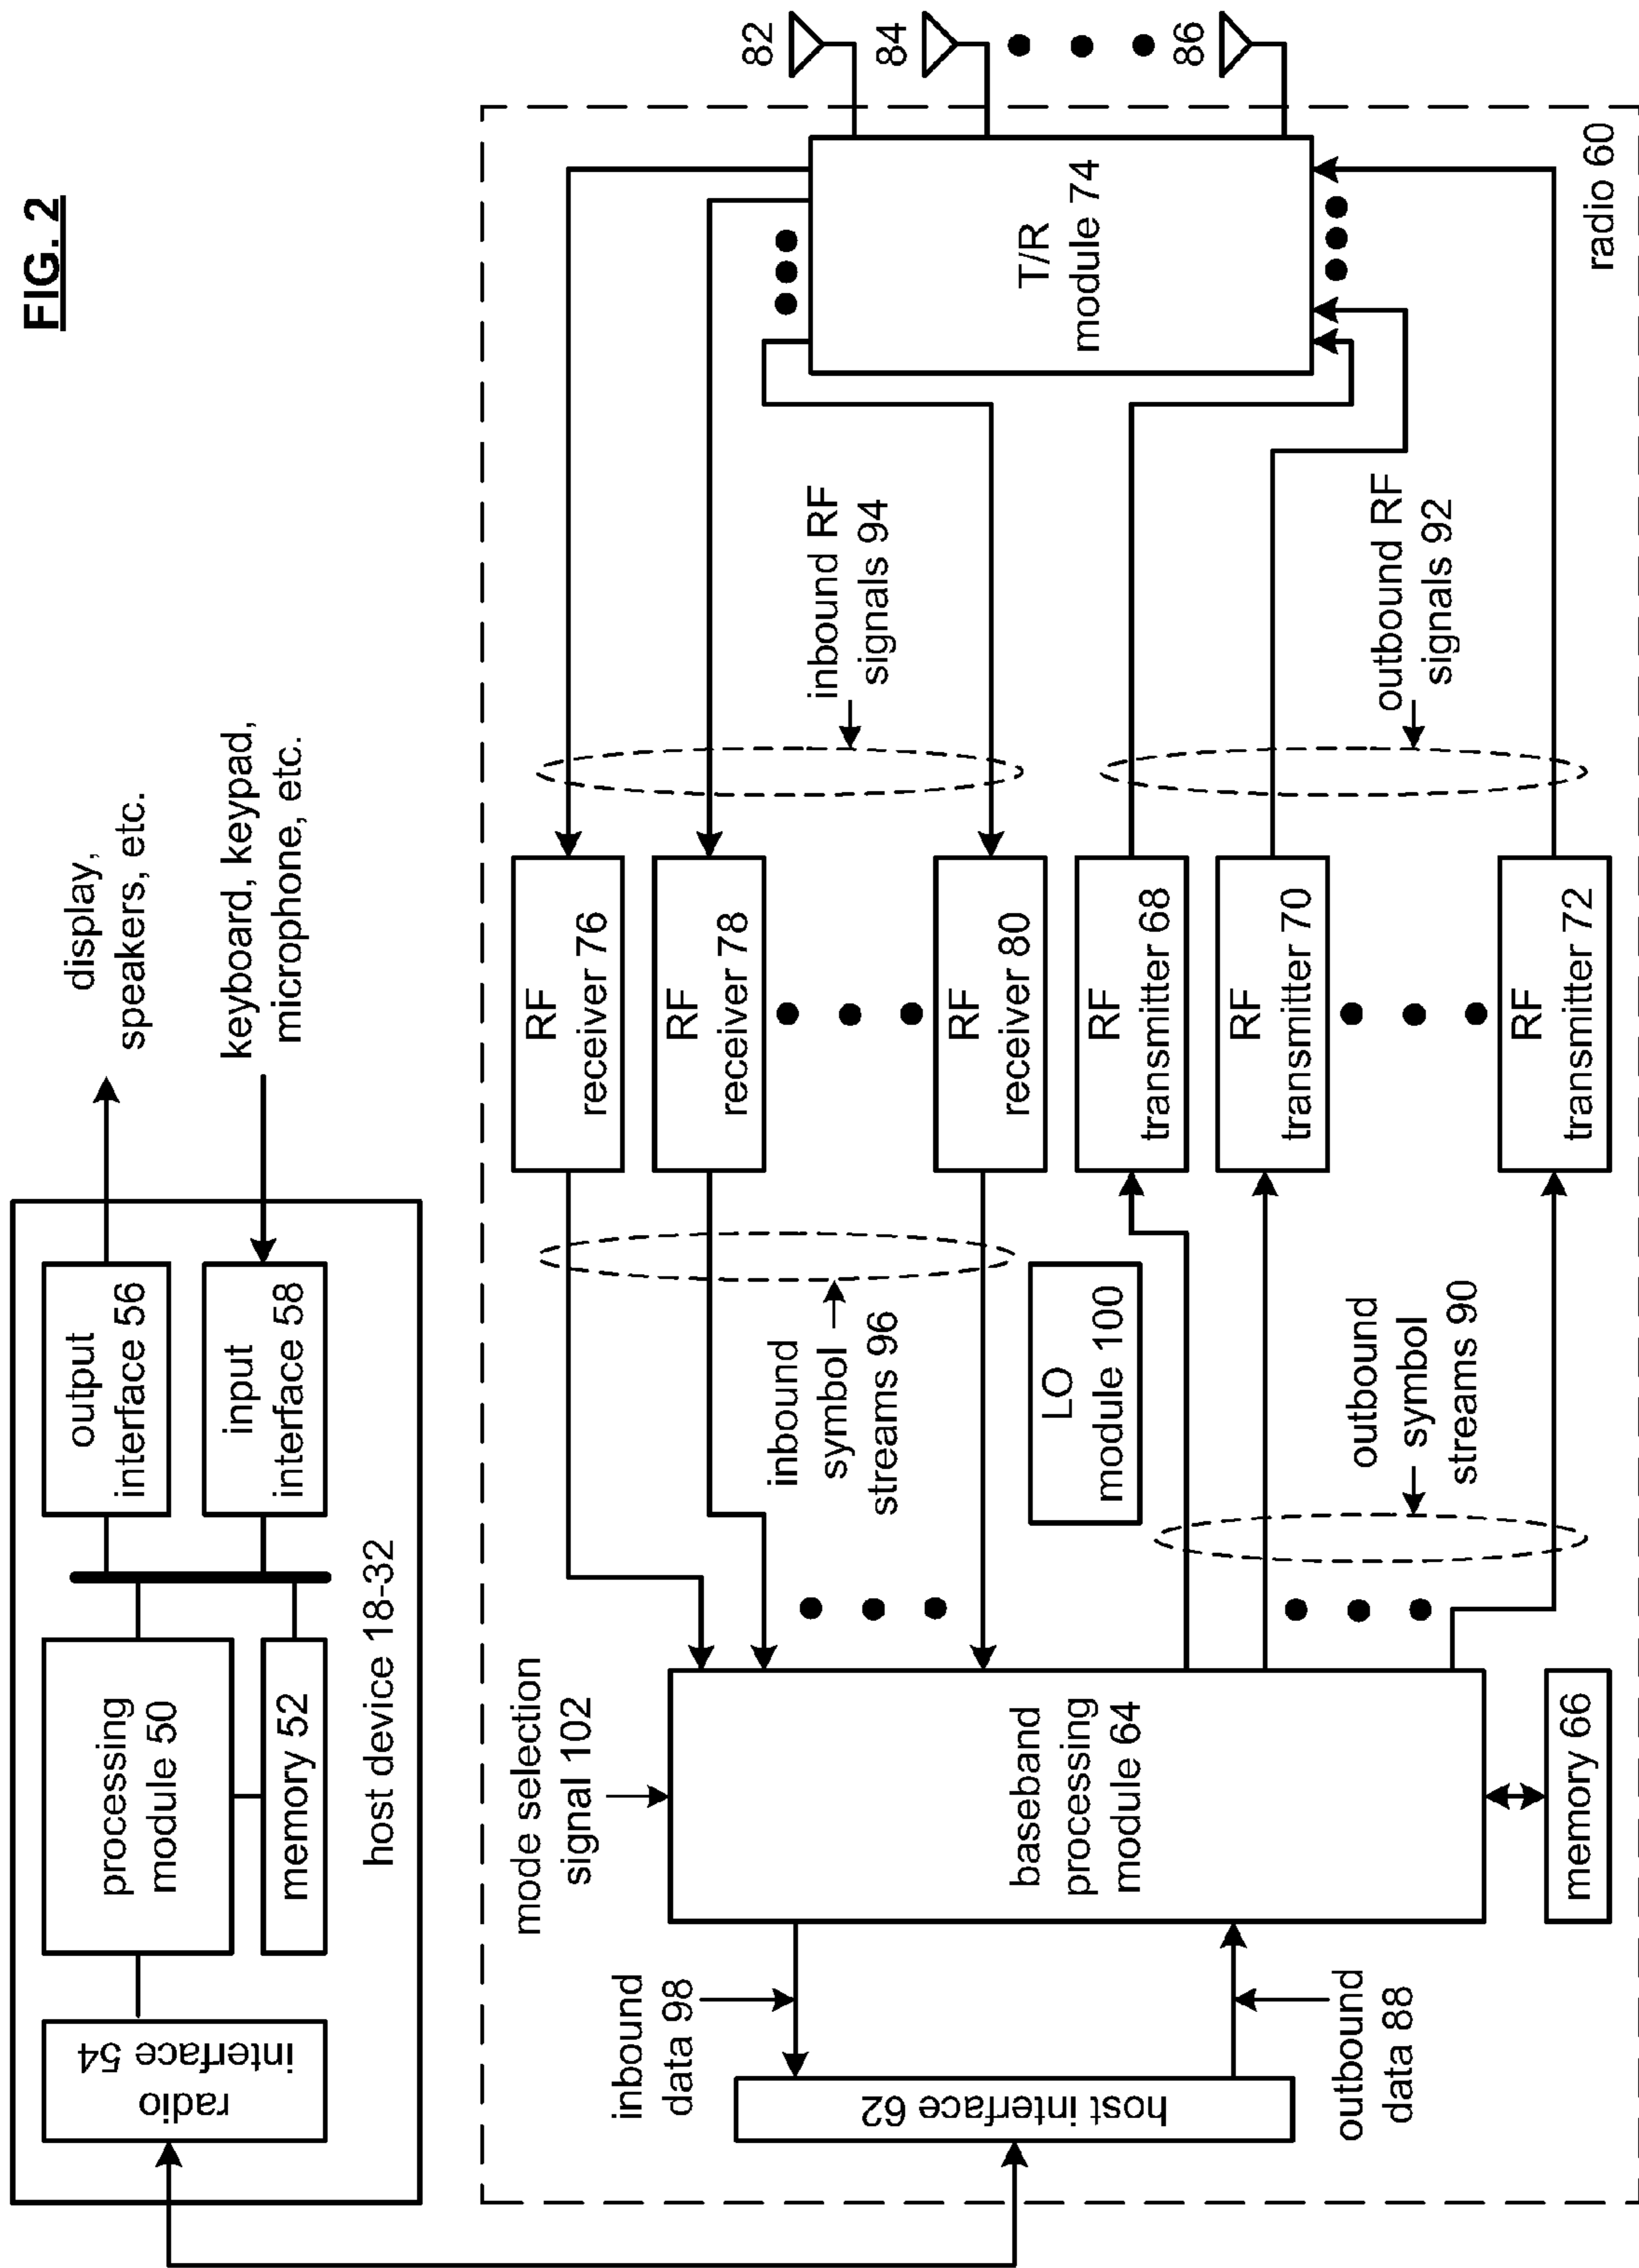 FIG. 2
radio
interface 54
processing
module 50
memory 52
output
interface 56
input
interface 58
host device 18-32
display,
speakers, etc.
keyboard, keypad,
microphone, etc.
mode selection
signal 102
inbound
data 98
host interface 62
outbound
data 88
baseband
processing
module 64
memory 66
inbound
symbol
streams 96
LO
module 100
outbound
symbol
streams 90
RF
receiver 76
RF
receiver 78
RF
receiver 80
RF
transmitter 68
RF
transmitter 70
RF
transmitter 72
inbound RF
signals 94
outbound RF
signals 92
T/R
module 74
82
84
86
radio 60